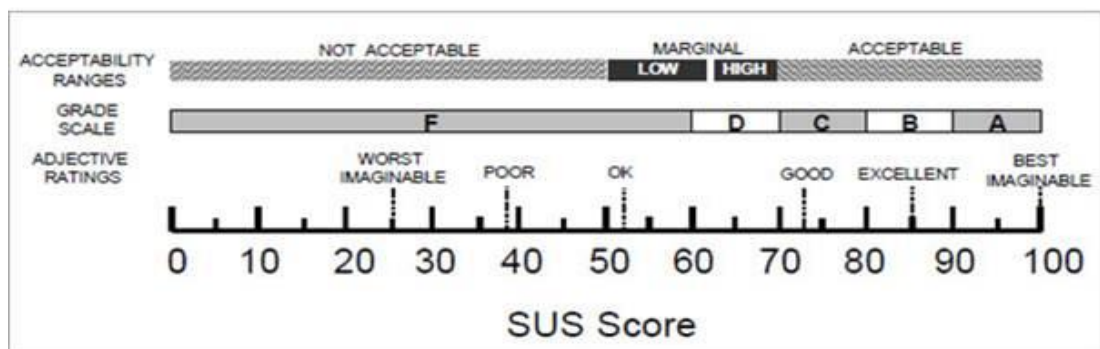 NOT ACCEPTABLE MARGINAL ACCEPTABLE
ACCEPTABILITY
RANGES
LOW HIGH
GRADE
SCALE
F D C B A
ADJECTIVE
RATINGS
WORST
IMAGINABLE
POOR
OK
GOOD
EXCELLENT
BEST
IMAGINABLE
0 10 20 30 40 50 60 70 80 90 100
SUS Score